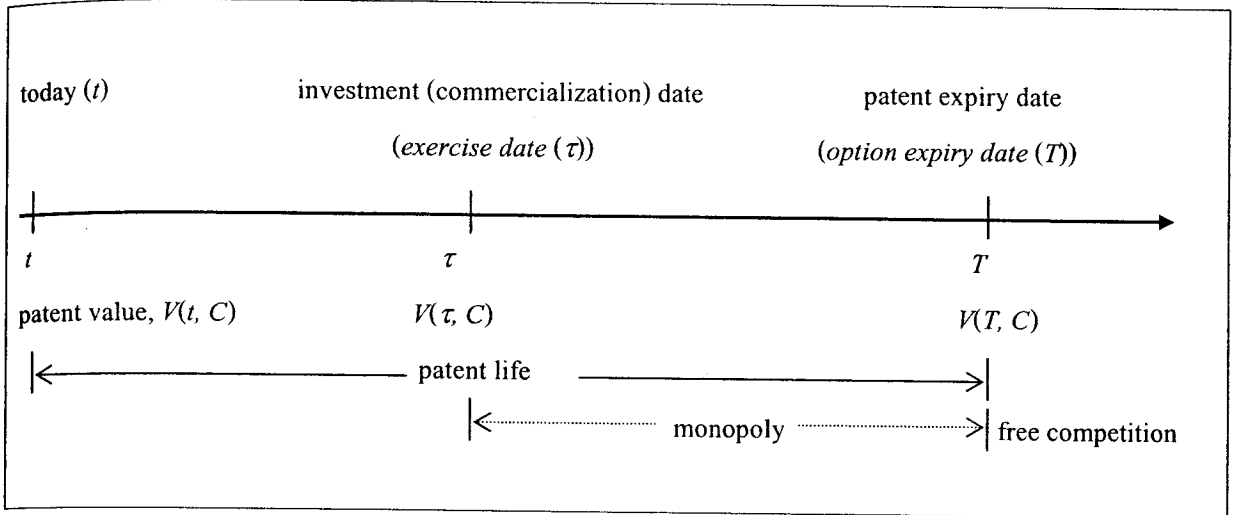 today (t) investment (commercialization) date patent expiry date
(exercise date (τ)) (option expiry date (T))
t τ T
patent value, V(t, C) V(τ, C) V(T, C)
patent life
monopoly free competition